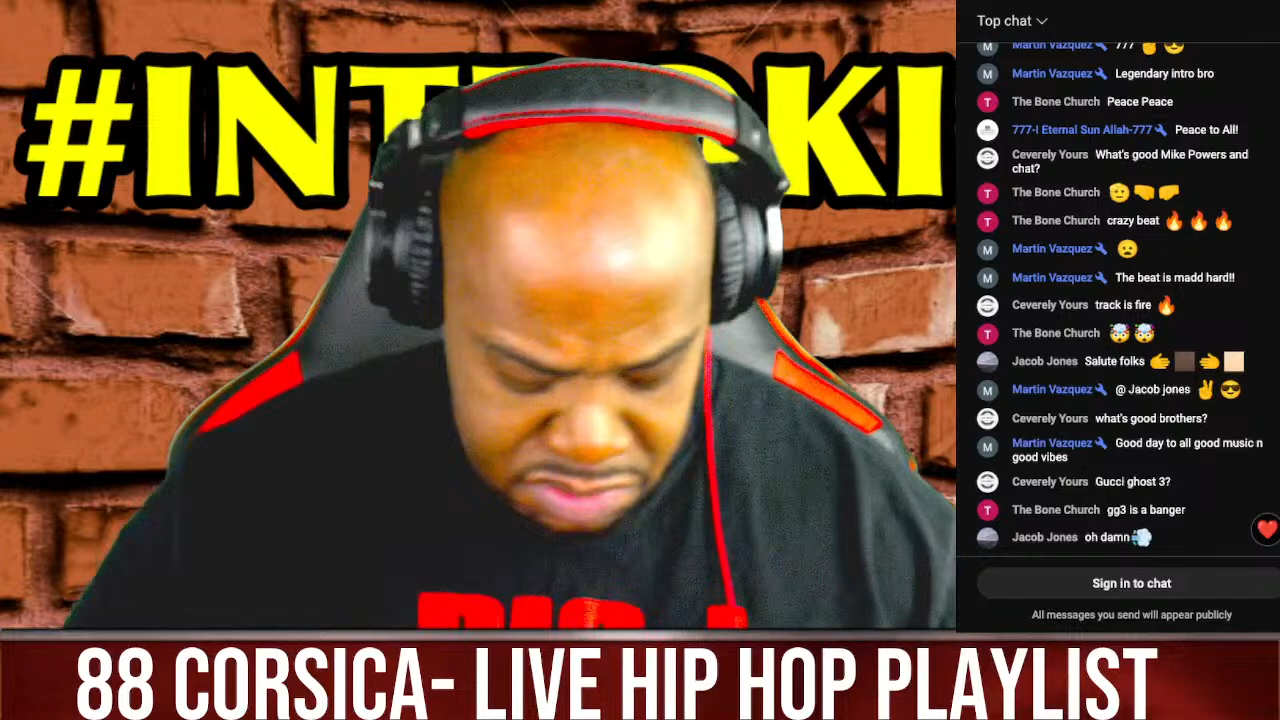 #INT OKI
Top chat
Martin Vazquez 777 ✌️😎
Martin Vazquez Legendary intro bro
The Bone Church Peace Peace
777-I Eternal Sun Allah-777 Peace to All!
Ceverely Yours What's good Mike Powers and
chat?
The Bone Church 🫡🤜🤛
The Bone Church crazy beat 🔥🔥🔥
Martin Vazquez 😦
Martin Vazquez The beat is madd hard!!
Ceverely Yours track is fire 🔥
The Bone Church 🤯🤯
Jacob Jones Salute folks
Martin Vazquez @ Jacob jones ✌️😎
Ceverely Yours what's good brothers?
Martin Vazquez Good day to all good music n
good vibes
Ceverely Yours Gucci ghost 3?
The Bone Church gg3 is a banger
Jacob Jones oh damn💨
Sign in to chat
All messages you send will appear publicly
88 CORSICA- LIVE HIP HOP PLAYLIST